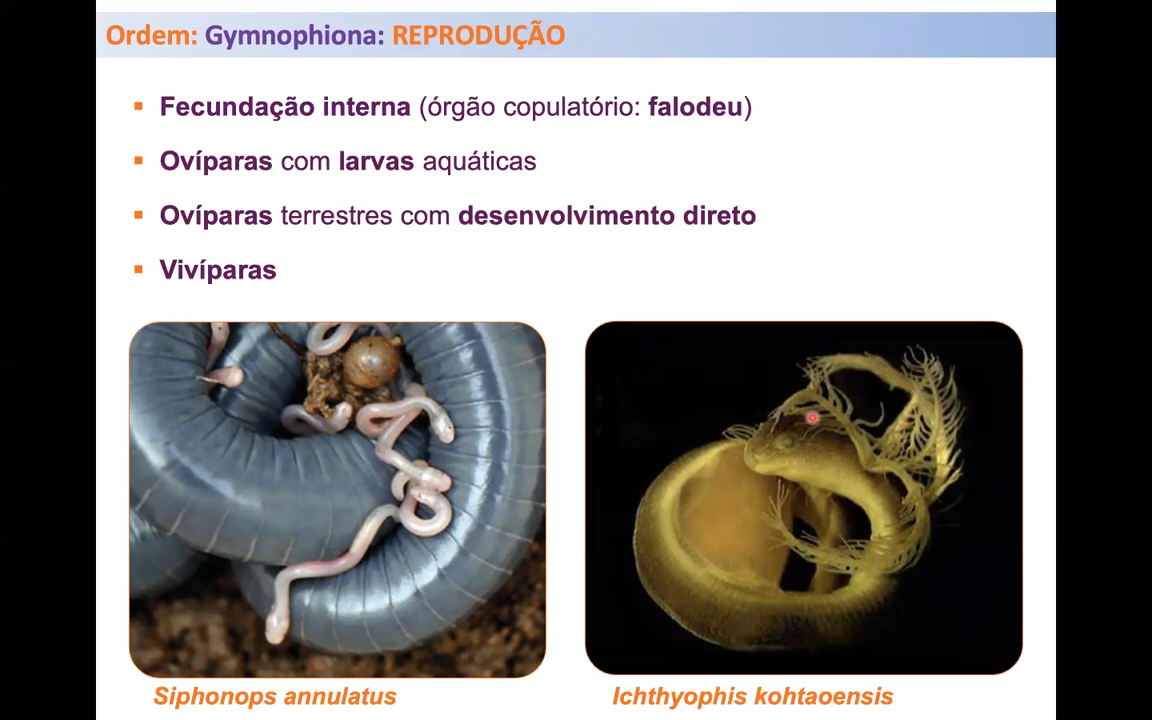 Ordem: Gymnophiona: REPRODUÇÃO
▪ Fecundação interna (órgão copulatório: falodeu)
▪ Ovíparas com larvas aquáticas
▪ Ovíparas terrestres com desenvolvimento direto
▪ Vivíparas
Siphonops annulatus
Ichthyophis kohtaoensis